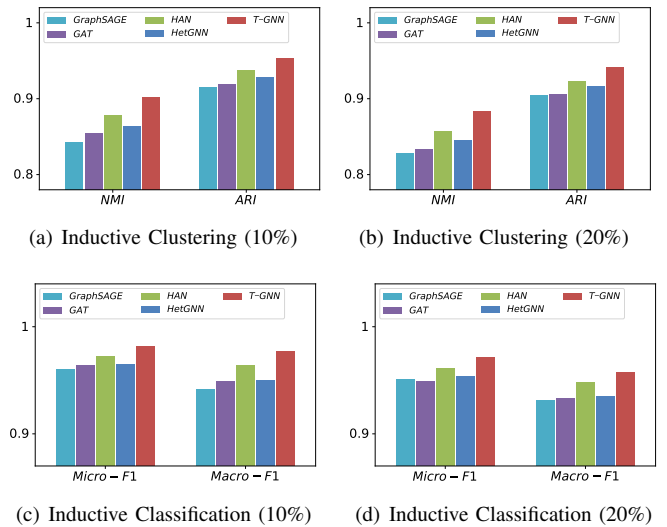 GraphSAGE HAN T-GNN
GAT HetGNN
1
0.9
0.8
NMI ARI
(a) Inductive Clustering (10%)
GraphSAGE HAN T-GNN
GAT HetGNN
1
0.9
0.8
NMI ARI
(b) Inductive Clustering (20%)
GraphSAGE HAN T-GNN
GAT HetGNN
1
0.9
Micro − F1 Macro − F1
(c) Inductive Classification (10%)
GraphSAGE HAN T-GNN
GAT HetGNN
1
0.9
Micro − F1 Macro − F1
(d) Inductive Classification (20%)